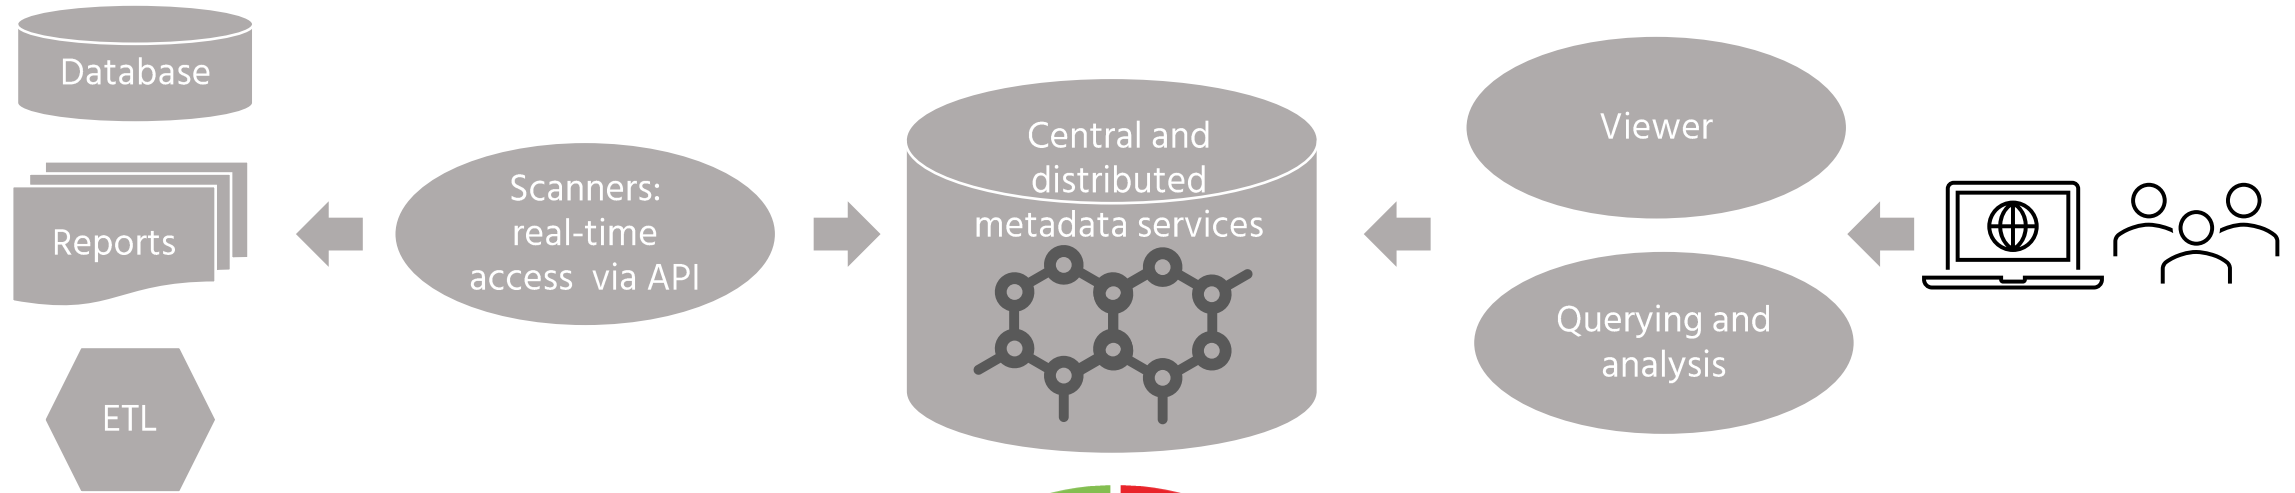 Database
Reports
ETL
Scanners:
real-time
access  via API
Central and
distributed
metadata services
Viewer
Querying and
analysis